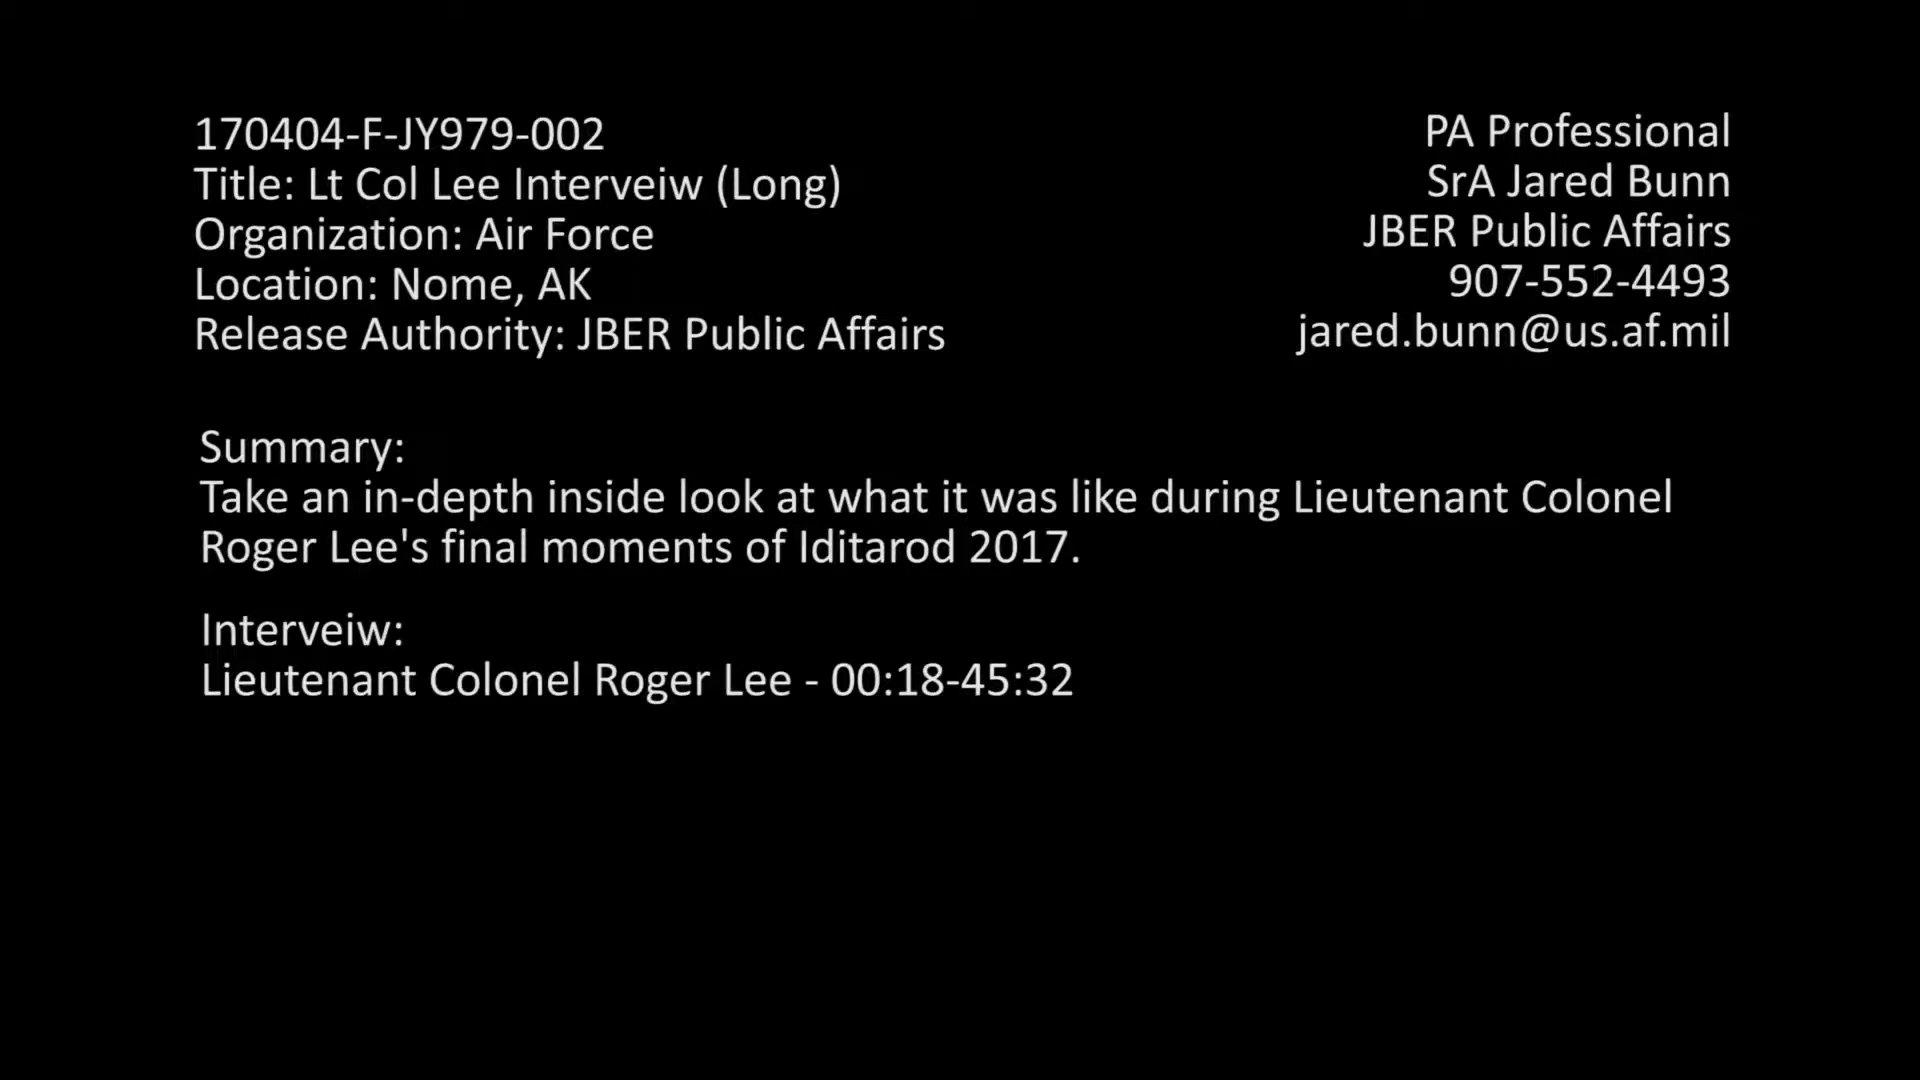 170404-F-JY979-002
Title: Lt Col Lee Interveiw (Long)
Organization: Air Force
Location: Nome, AK
Release Authority: JBER Public Affairs
PA Professional
SrA Jared Bunn
JBER Public Affairs
907-552-4493
jared.bunn@us.af.mil
Summary:
Take an in-depth inside look at what it was like during Lieutenant Colonel
Roger Lee's final moments of Iditarod 2017.
Interveiw:
Lieutenant Colonel Roger Lee - 00:18-45:32